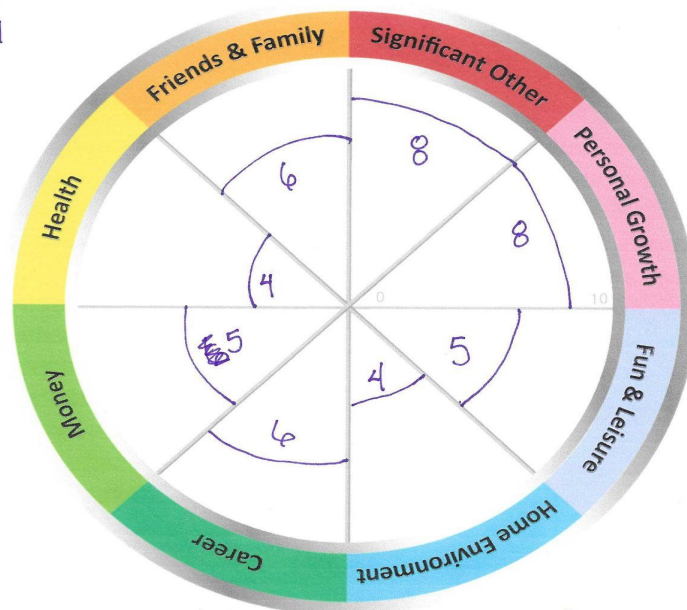 Friends & Family
Significant Other
Personal Growth
Fun & Leisure
Home Environment
Career
Money
Health
6
8
8
4
0
10
5
5
4
6